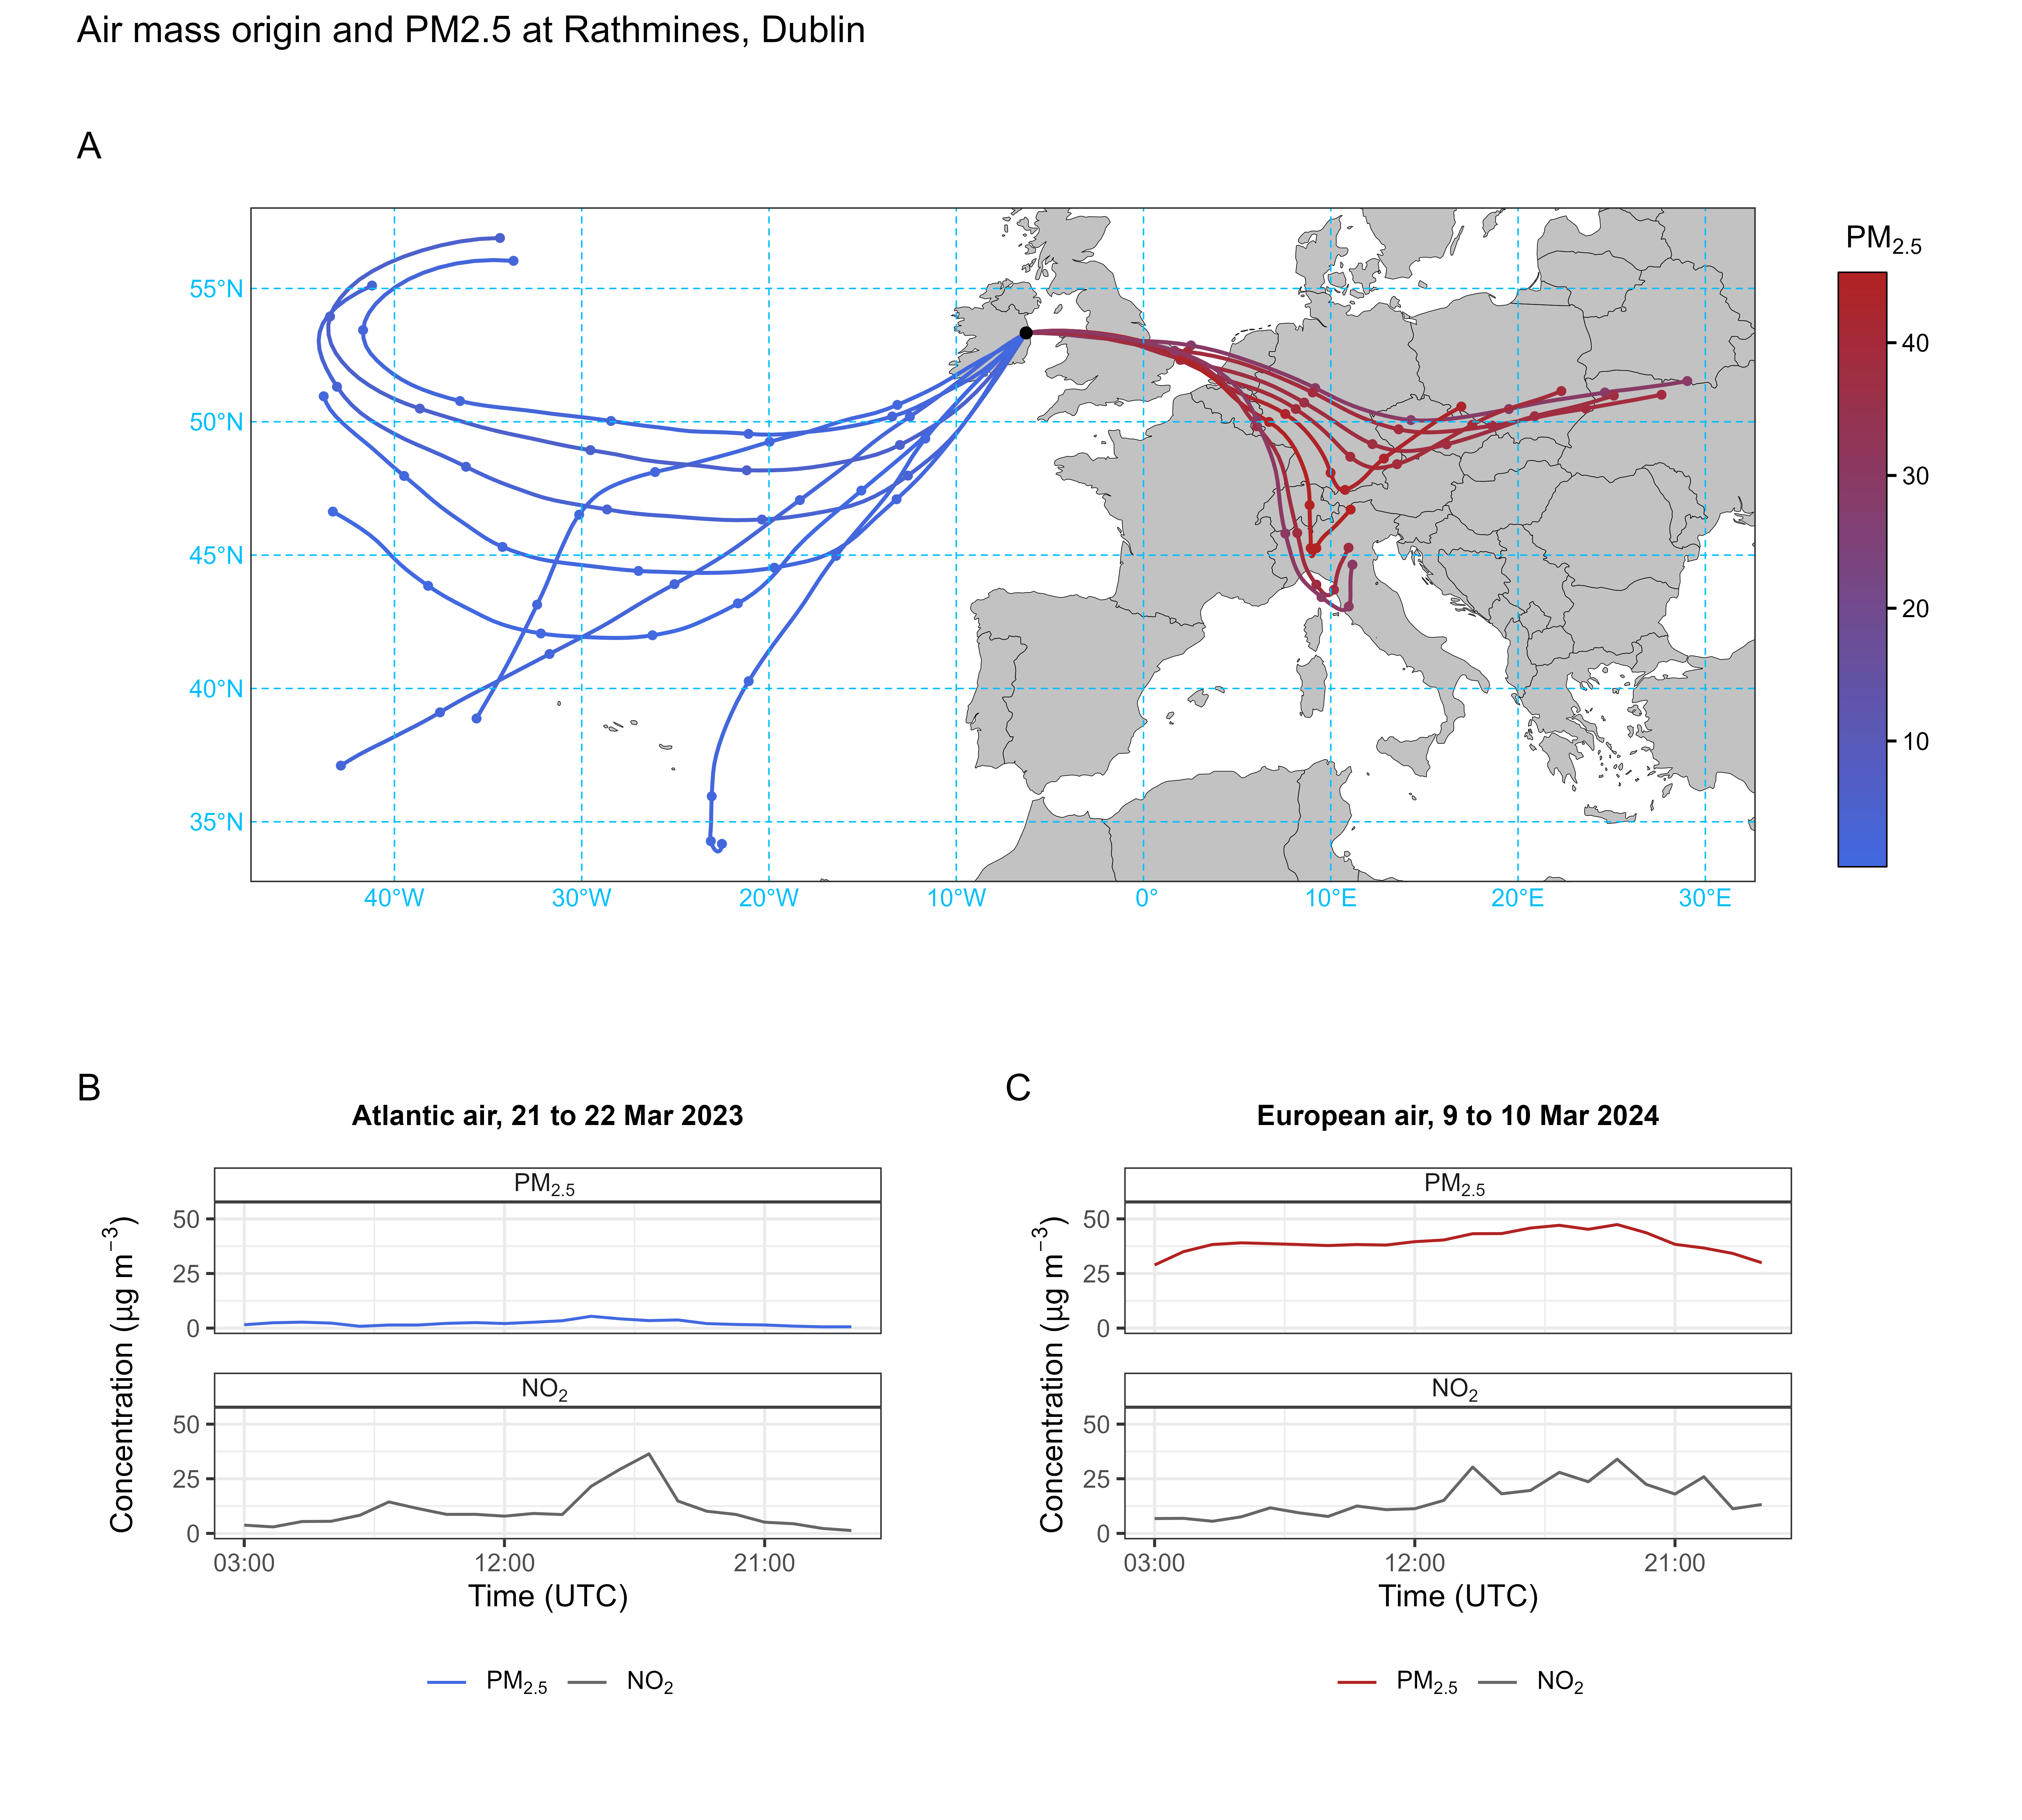 Air mass origin and PM2.5 at Rathmines, Dublin
A
55°N
50°N
45°N
40°N
35°N
40°W 30°W 20°W 10°W 0° 10°E 20°E 30°E
PM2.5
40
30
20
10
B
Atlantic air, 21 to 22 Mar 2023
Concentration (µg m−3)
PM2.5
50
25
0
NO2
50
25
0
03:00 12:00 21:00
Time (UTC)
PM2.5 NO2
C
European air, 9 to 10 Mar 2024
Concentration (µg m−3)
PM2.5
50
25
0
NO2
50
25
0
03:00 12:00 21:00
Time (UTC)
PM2.5 NO2